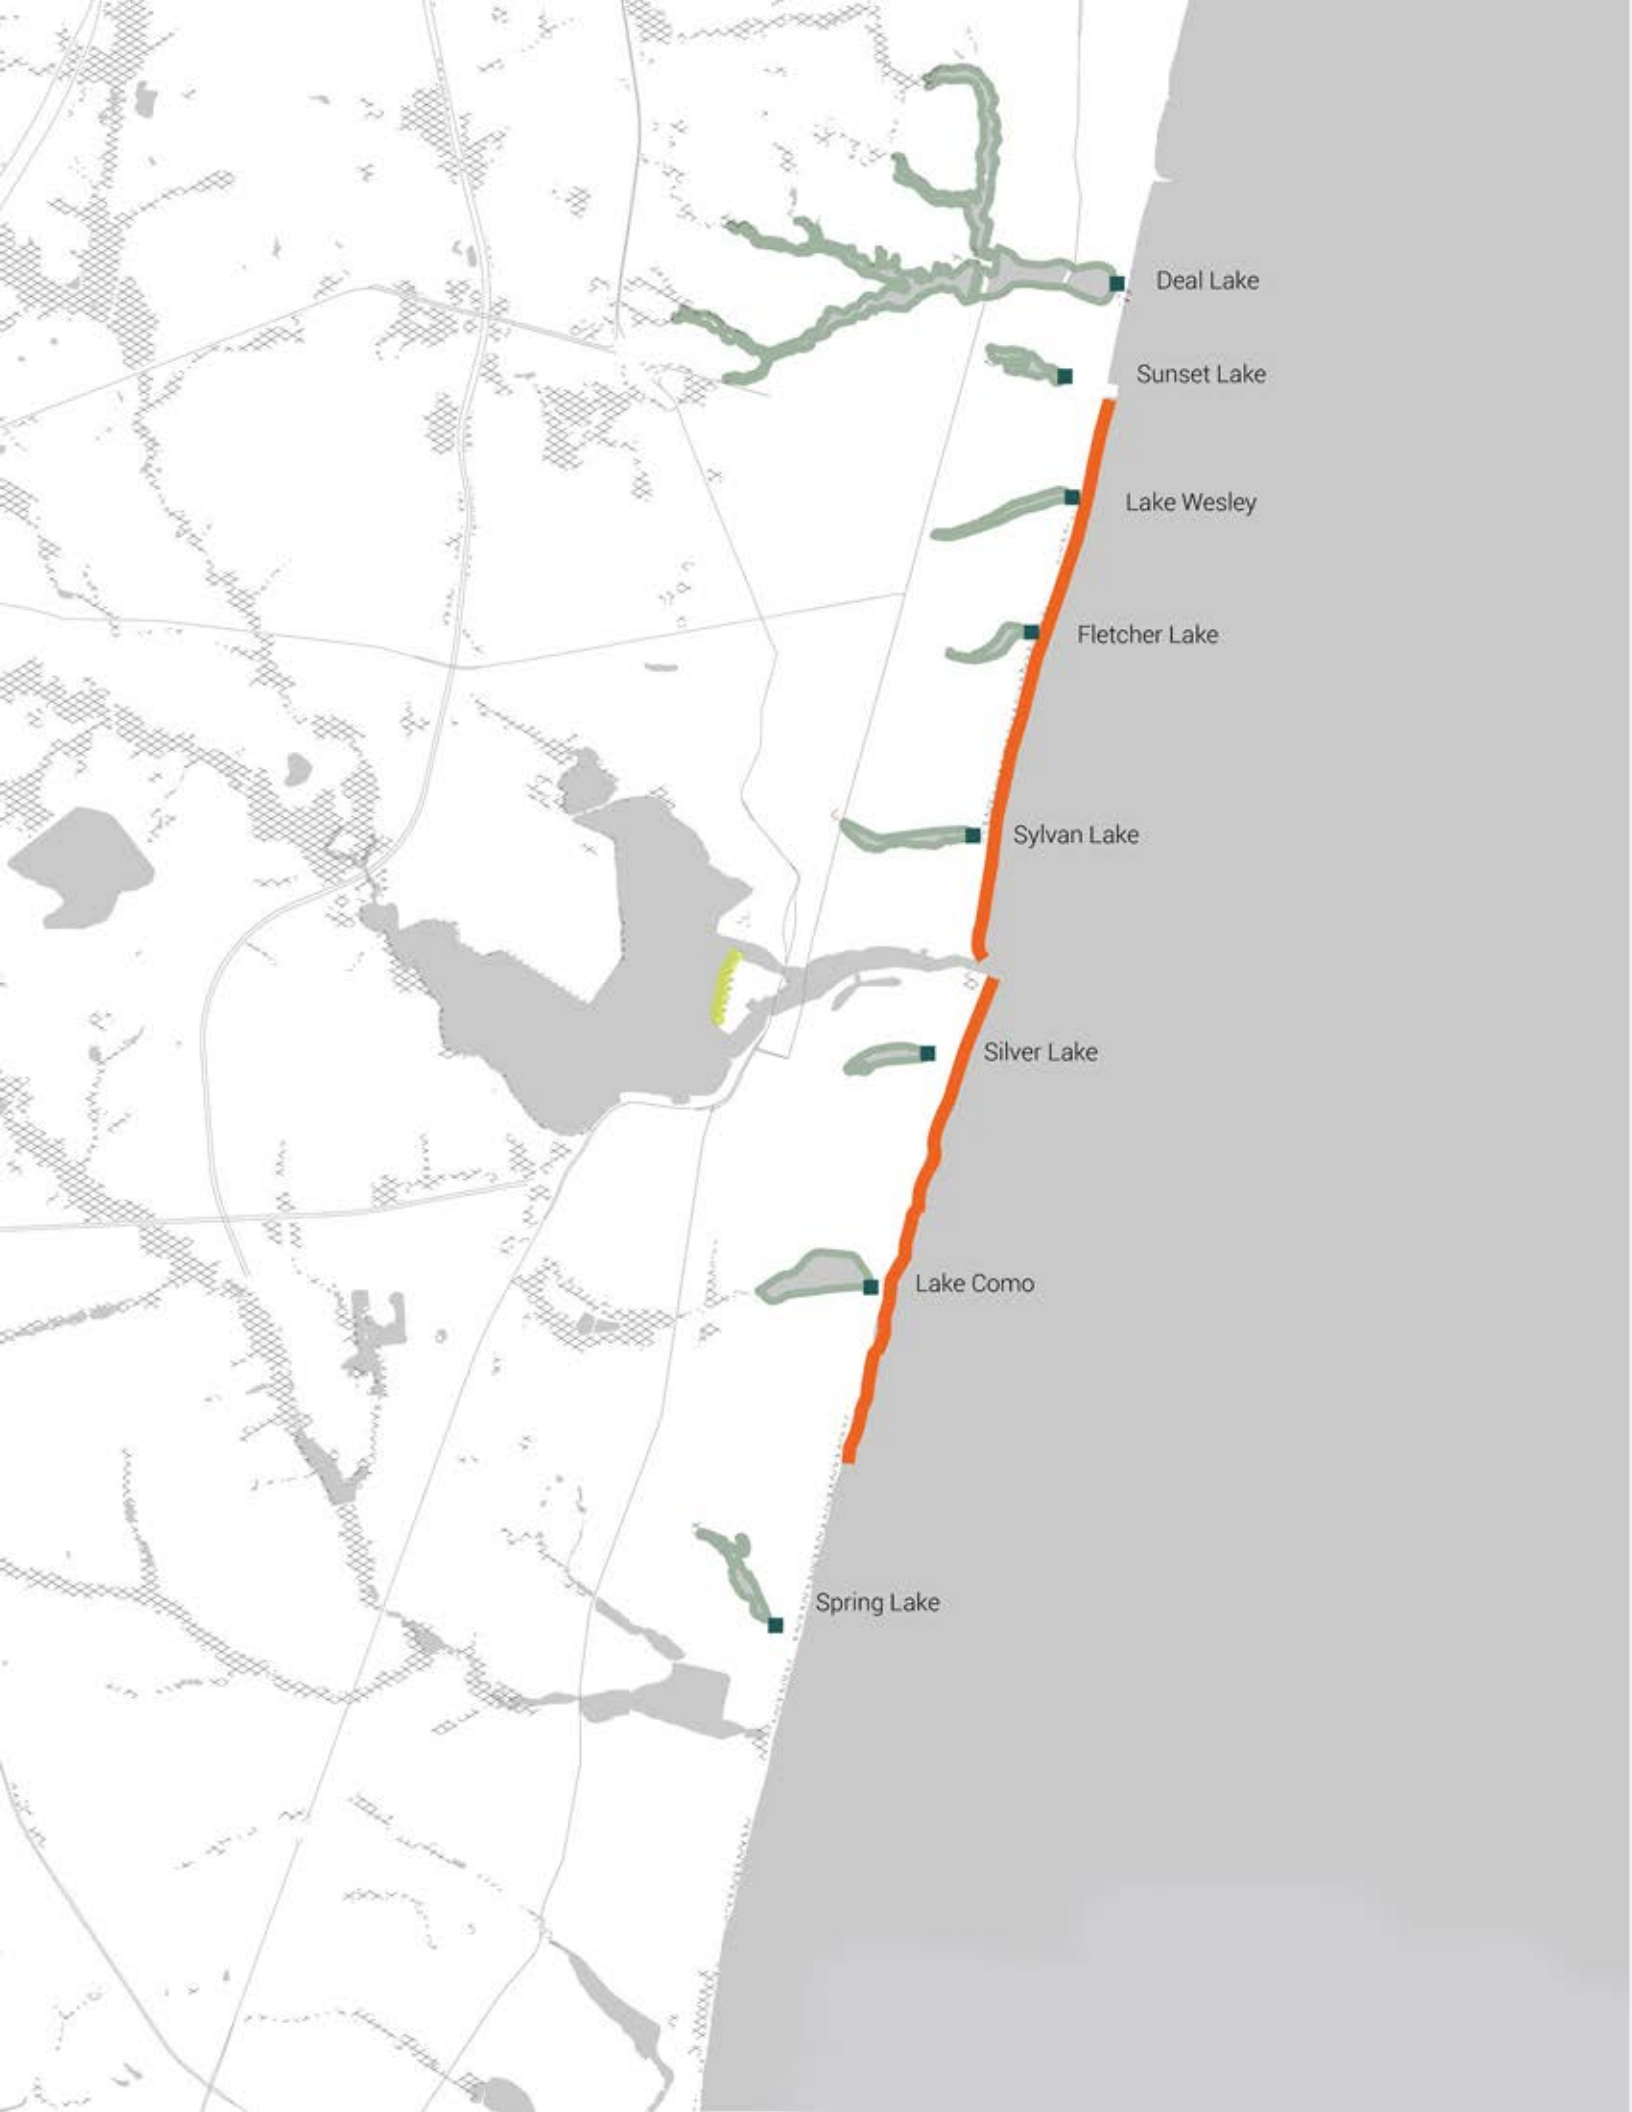 Deal Lake
Sunset Lake
Lake Wesley
Fletcher Lake
Sylvan Lake
Silver Lake
Lake Como
Spring Lake